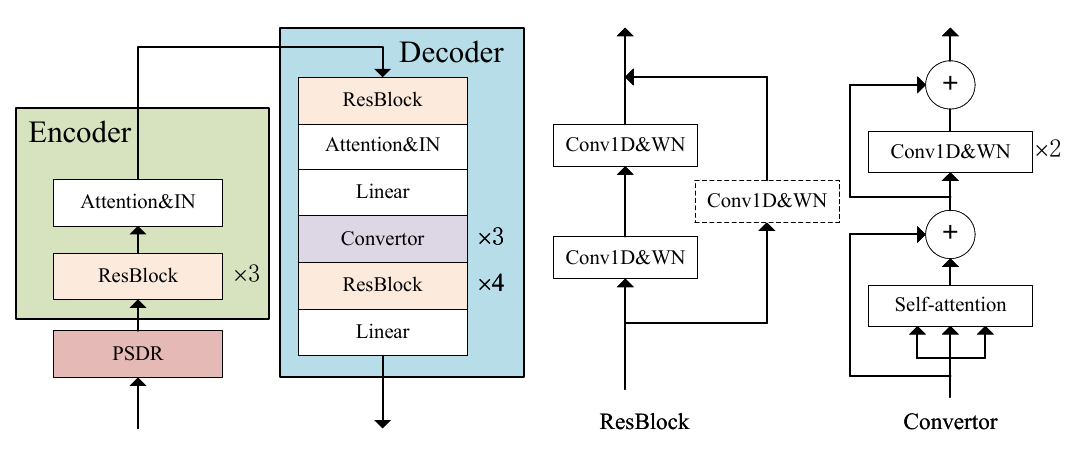 Encoder
Attention&IN
ResBlock
×3
PSDR
Decoder
ResBlock
Attention&IN
Linear
Convertor
×3
ResBlock
×4
Linear
Conv1D&WN
Conv1D&WN
Conv1D&WN
ResBlock
+
Conv1D&WN
×2
+
Self-attention
Convertor